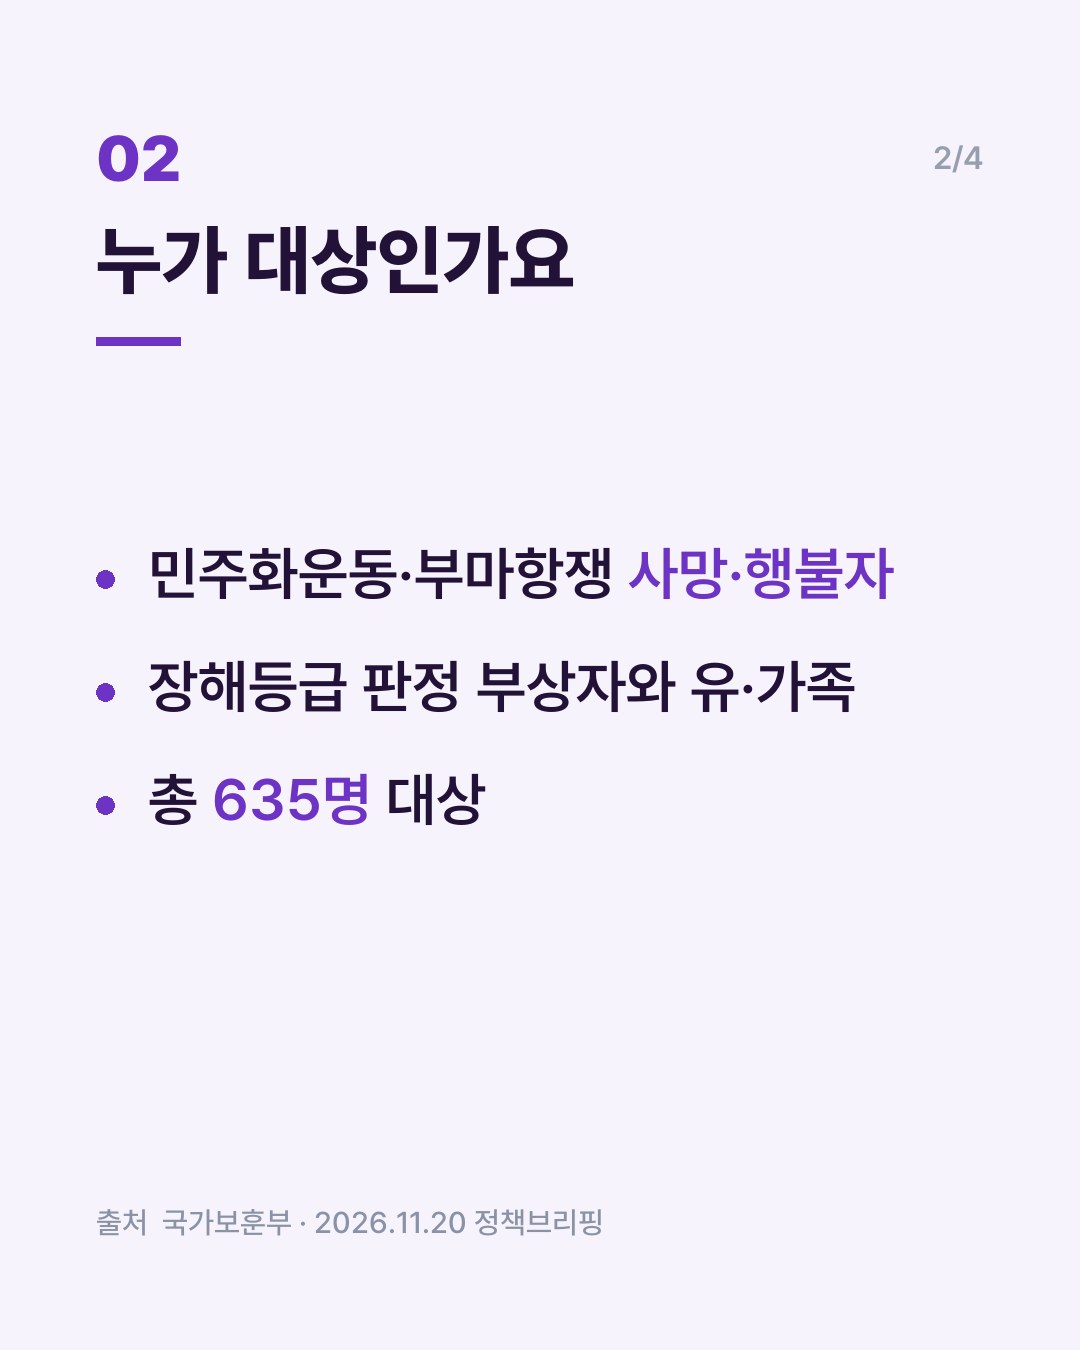 02
2/4
누가 대상인가요
• 민주화운동·부마항쟁 사망·행불자
• 장해등급 판정 부상자와 유·가족
• 총 635명 대상
출처 국가보훈부 · 2026.11.20 정책브리핑